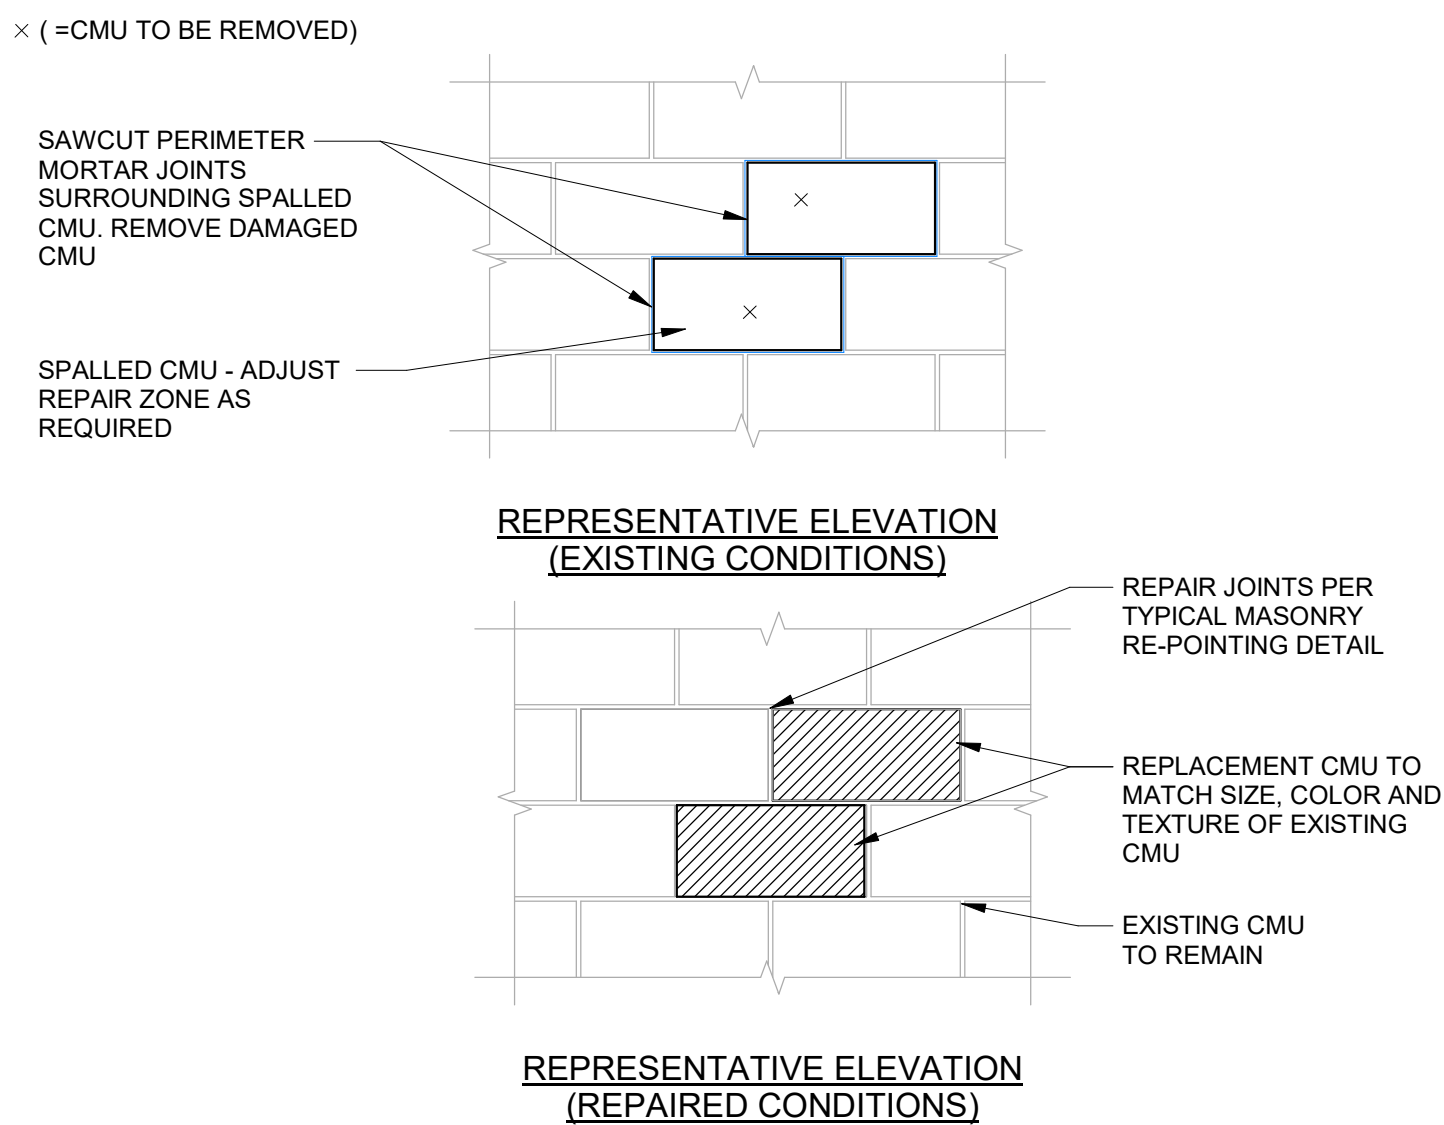 × ( =CMU TO BE REMOVED)
SAWCUT PERIMETER
MORTAR JOINTS
SURROUNDING SPALLED
CMU. REMOVE DAMAGED
CMU
SPALLED CMU - ADJUST
REPAIR ZONE AS
REQUIRED
REPRESENTATIVE ELEVATION
(EXISTING CONDITIONS)
REPAIR JOINTS PER
TYPICAL MASONRY
RE-POINTING DETAIL
REPLACEMENT CMU TO
MATCH SIZE, COLOR AND
TEXTURE OF EXISTING
CMU
EXISTING CMU
TO REMAIN
REPRESENTATIVE ELEVATION
(REPAIRED CONDITIONS)